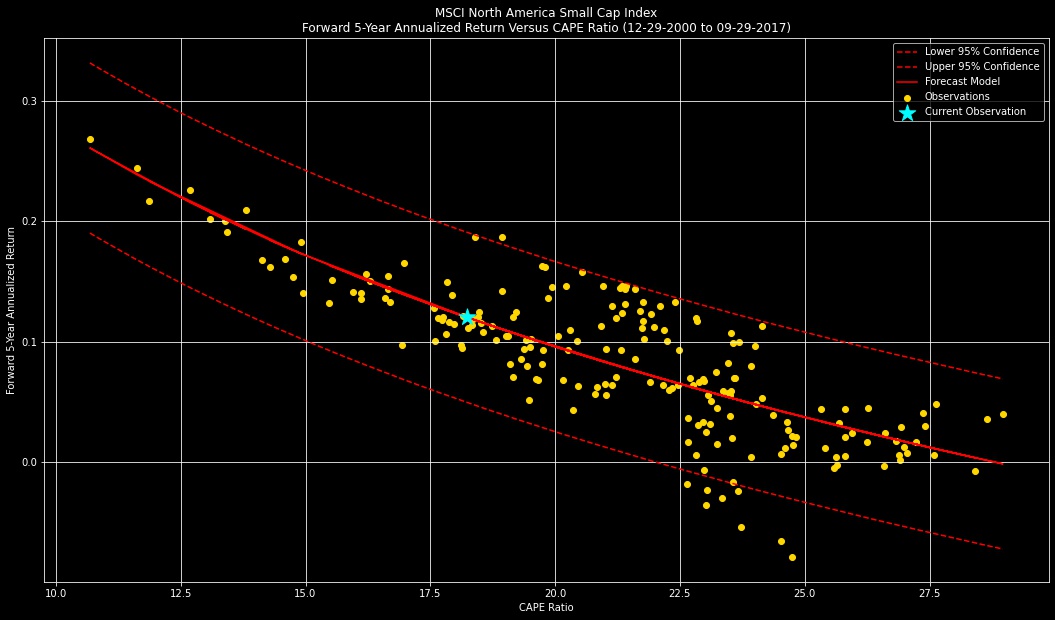 MSCI North America Small Cap Index
Forward 5-Year Annualized Return Versus CAPE Ratio (12-29-2000 to 09-29-2017)
Lower 95% Confidence
Upper 95% Confidence
Forecast Model
Observations
Current Observation
Forward 5-Year Annualized Return
0.3
0.2
0.1
0.0
10.0 12.5 15.0 17.5 20.0 22.5 25.0 27.5
CAPE Ratio